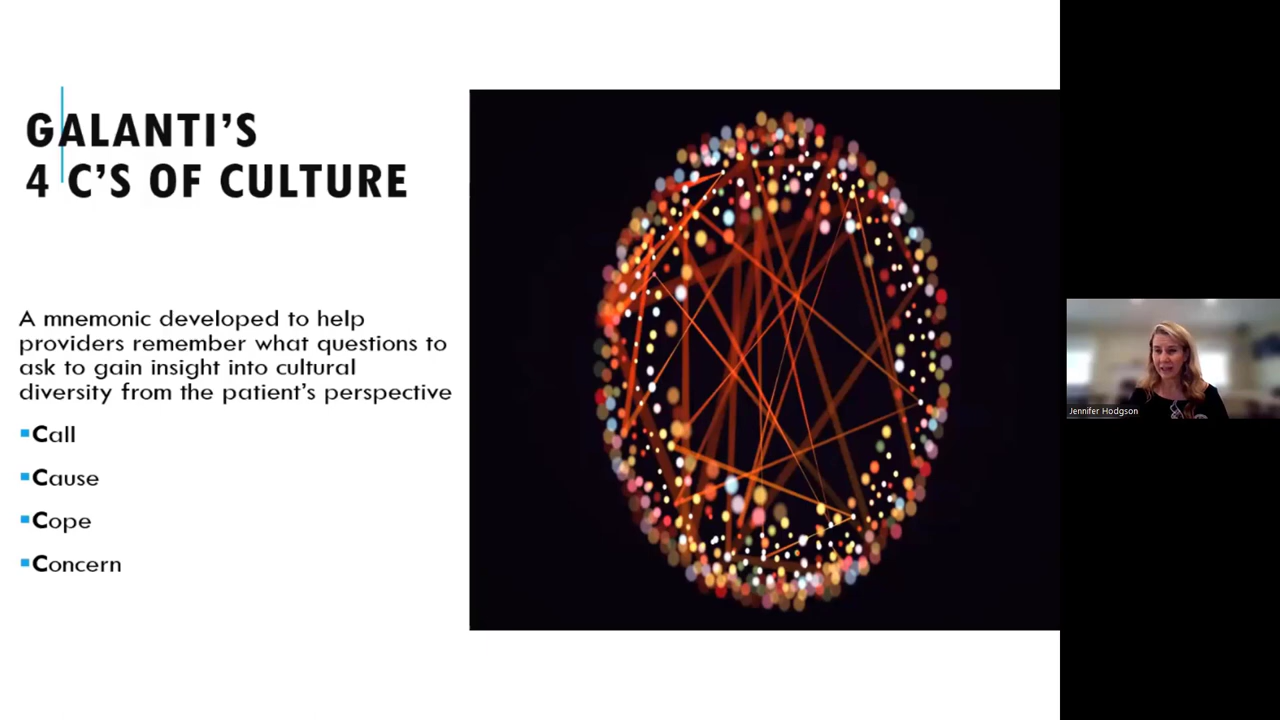 GALANTI'S
4 C'S OF CULTURE
A mnemonic developed to help
providers remember what questions to
ask to gain insight into cultural
diversity from the patient's perspective
Call
Cause
Cope
Concern
Jennifer Hodgson